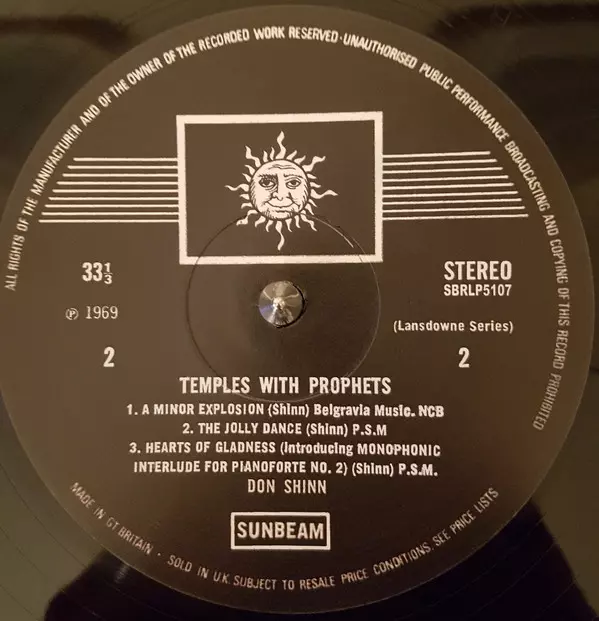 ALL RIGHTS OF THE MANUFACTURER AND OF THE OWNER OF THE RECORDED WORK RESERVED · UNAUTHORISED PUBLIC PERFORMANCE BROADCASTING AND COPYING OF THIS RECORD PROHIBITED
33⅓
STEREO
SBRLP5107
℗ 1969
(Lansdowne Series)
2
2
TEMPLES WITH PROPHETS
1. A MINOR EXPLOSION (Shinn) Belgravia Music. NCB
2. THE JOLLY DANCE (Shinn) P.S.M
3. HEARTS OF GLADNESS (Introducing MONOPHONIC
INTERLUDE FOR PIANOFORTE NO. 2) (Shinn) P.S.M.
DON SHINN
SUNBEAM
MADE IN GT. BRITAIN · SOLD IN U.K. SUBJECT TO RESALE PRICE CONDITIONS, SEE PRICE LISTS